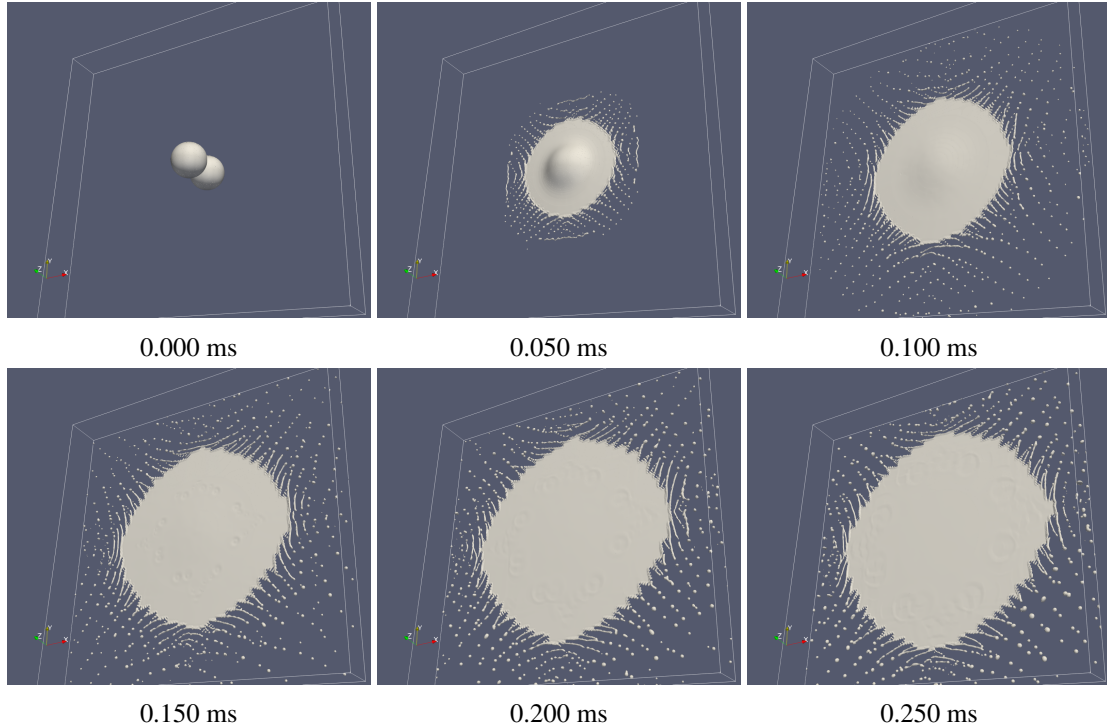 Z Y X
Z Y X
Z Y X
0.000 ms
0.050 ms
0.100 ms
Z Y X
Z Y X
Z Y X
0.150 ms
0.200 ms
0.250 ms